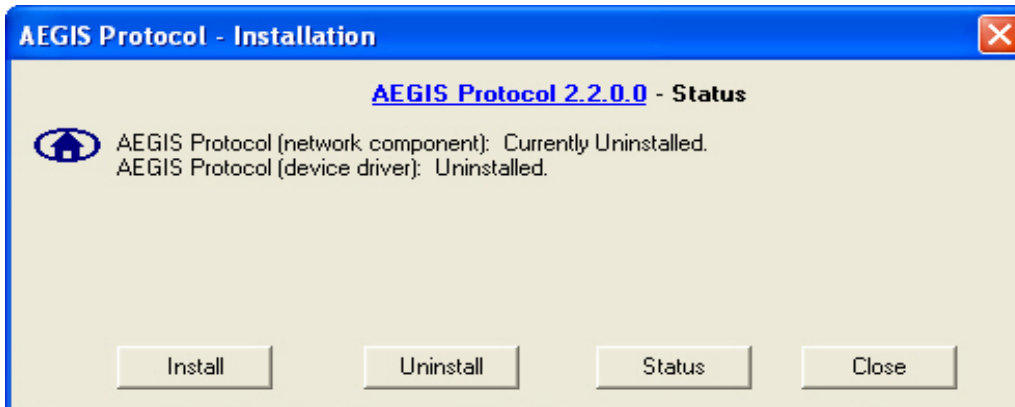 AEGIS Protocol - Installation
AEGIS Protocol 2.2.0.0 - Status
AEGIS Protocol (network component):  Currently Uninstalled.
AEGIS Protocol (device driver):  Uninstalled.
Install Uninstall Status Close